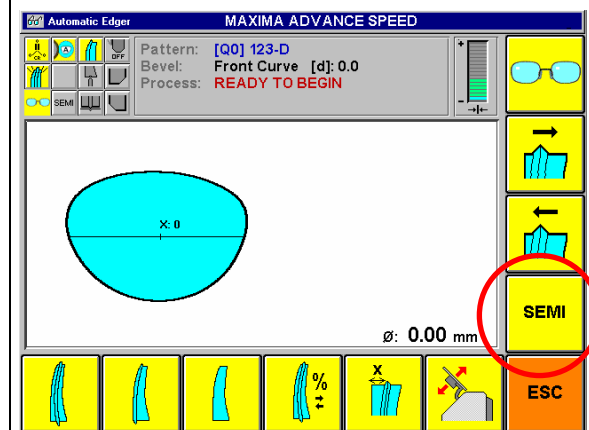 Automatic Edger MAXIMA ADVANCE SPEED
Pattern: [Q0] 123-D
OFF
Bevel: Front Curve [d]: 0.0
Process: READY TO BEGIN
SEMI
X: 0
SEMI
ø: 0.00 mm
%
X
ESC